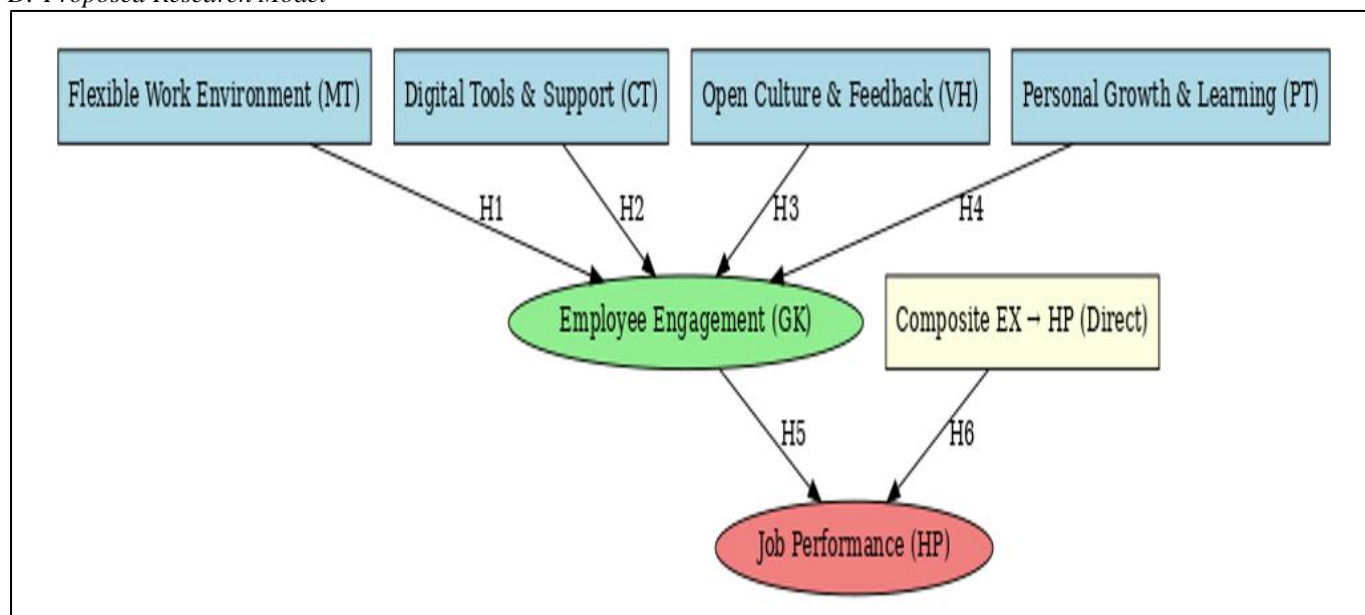 B. Proposed Research Model
Flexible Work Environment (MT)
Digital Tools & Support (CT)
Open Culture & Feedback (VH)
Personal Growth & Learning (PT)
H1
H2
H3
H4
Employee Engagement (GK)
Composite EX → HP (Direct)
H5
H6
Job Performance (HP)